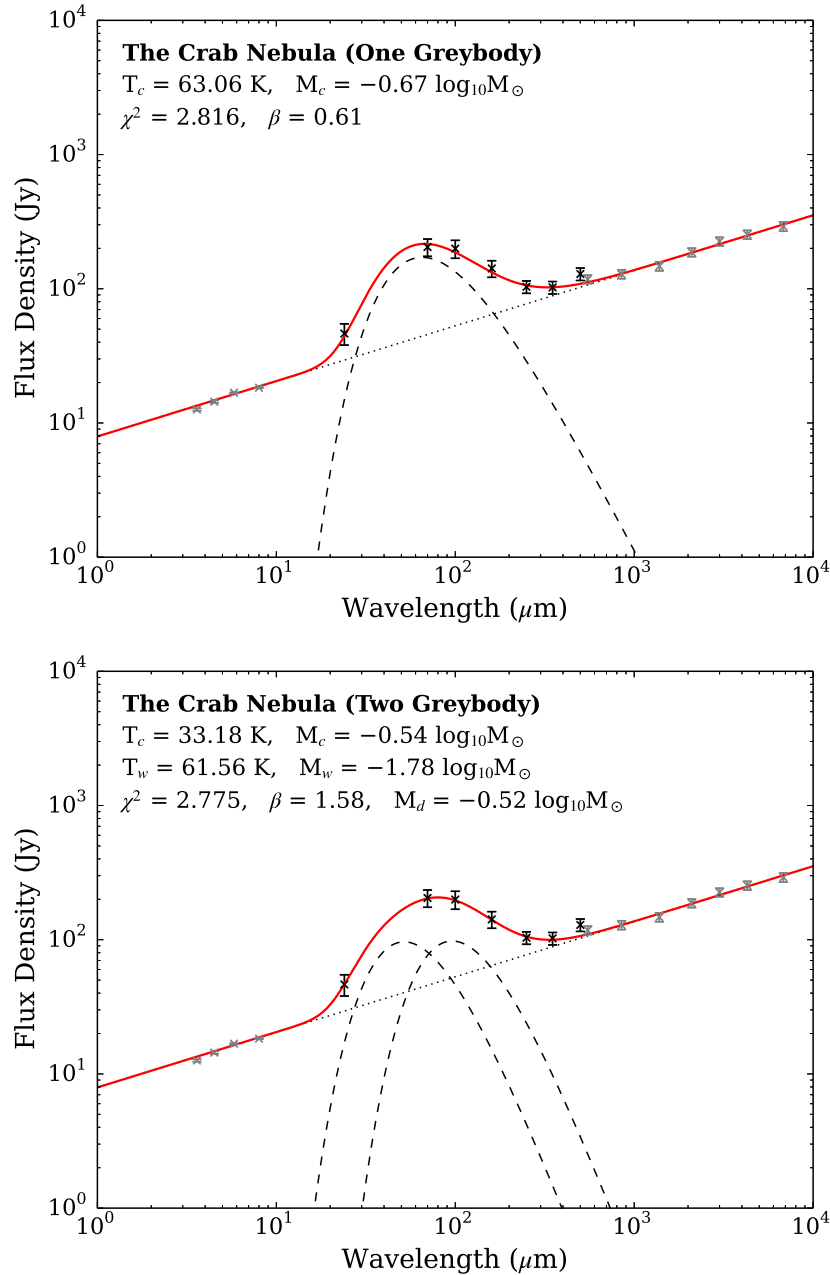 The Crab Nebula (One Greybody)
T_c = 63.06 K, M_c = −0.67 log₁₀M⊙
χ² = 2.816, β = 0.61
10⁴
10³
10²
10¹
10⁰
Flux Density (Jy)
10⁰ 10¹ 10² 10³ 10⁴
Wavelength (μm)
The Crab Nebula (Two Greybody)
T_c = 33.18 K, M_c = −0.54 log₁₀M⊙
T_w = 61.56 K, M_w = −1.78 log₁₀M⊙
χ² = 2.775, β = 1.58, M_d = −0.52 log₁₀M⊙
10⁴
10³
10²
10¹
10⁰
Flux Density (Jy)
10⁰ 10¹ 10² 10³ 10⁴
Wavelength (μm)